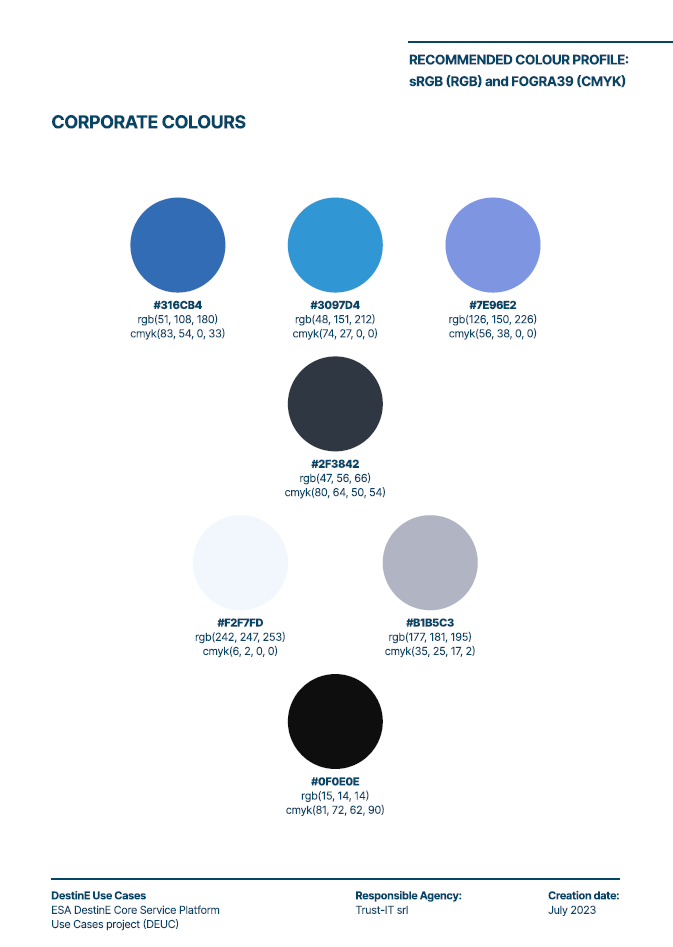 RECOMMENDED COLOUR PROFILE:
sRGB (RGB) and FOGRA39 (CMYK)
CORPORATE COLOURS
#316CB4
rgb(51, 108, 180)
cmyk(83, 54, 0, 33)
#3097D4
rgb(48, 151, 212)
cmyk(74, 27, 0, 0)
#7E96E2
rgb(126, 150, 226)
cmyk(56, 38, 0, 0)
#2F3842
rgb(47, 56, 66)
cmyk(80, 64, 50, 54)
#F2F7FD
rgb(242, 247, 253)
cmyk(6, 2, 0, 0)
#B1B5C3
rgb(177, 181, 195)
cmyk(35, 25, 17, 2)
#0F0E0E
rgb(15, 14, 14)
cmyk(81, 72, 62, 90)
DestinE Use Cases
ESA DestinE Core Service Platform
Use Cases project (DEUC)
Responsible Agency:
Trust-IT srl
Creation date:
July 2023